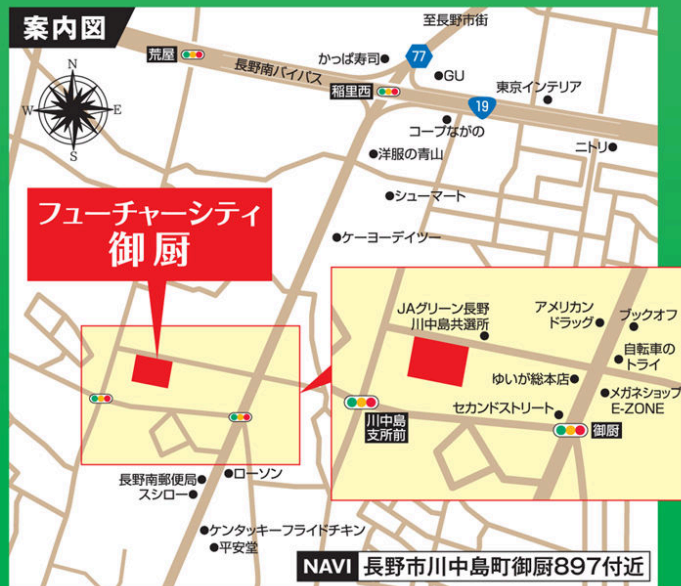 案内図
至長野市街
荒屋
かっぱ寿司
77
長野南バイパス
GU
稲里西
19
東京インテリア
N
W
E
S
コープながの
洋服の青山
ニトリ
シューマート
フューチャーシティ
御厨
ケーヨーデイツー
JAグリーン長野
川中島共選所
アメリカン
ドラッグ
ブックオフ
自転車の
トライ
ゆいが総本店
メガネショップ
E-ZONE
セカンドストリート
川中島
支所前
御厨
ローソン
長野南郵便局
スシロー
ケンタッキーフライドチキン
平安堂
NAVI 長野市川中島町御厨897付近